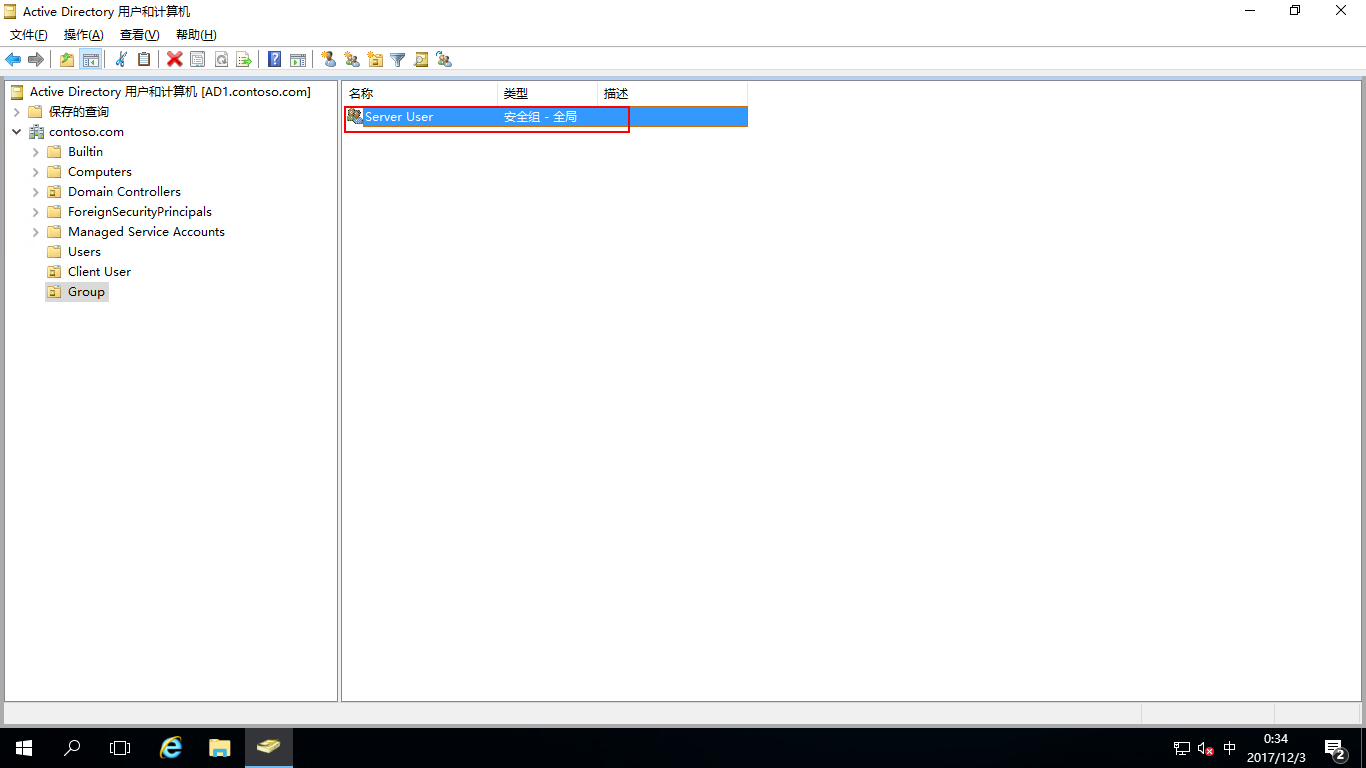 Active Directory 用户和计算机
文件(F) 操作(A) 查看(V) 帮助(H)
Active Directory 用户和计算机 [AD1.contoso.com]
保存的查询
contoso.com
Builtin
Computers
Domain Controllers
ForeignSecurityPrincipals
Managed Service Accounts
Users
Client User
Group
名称 类型 描述
Server User 安全组 - 全局
中
0:34
2017/12/3
2